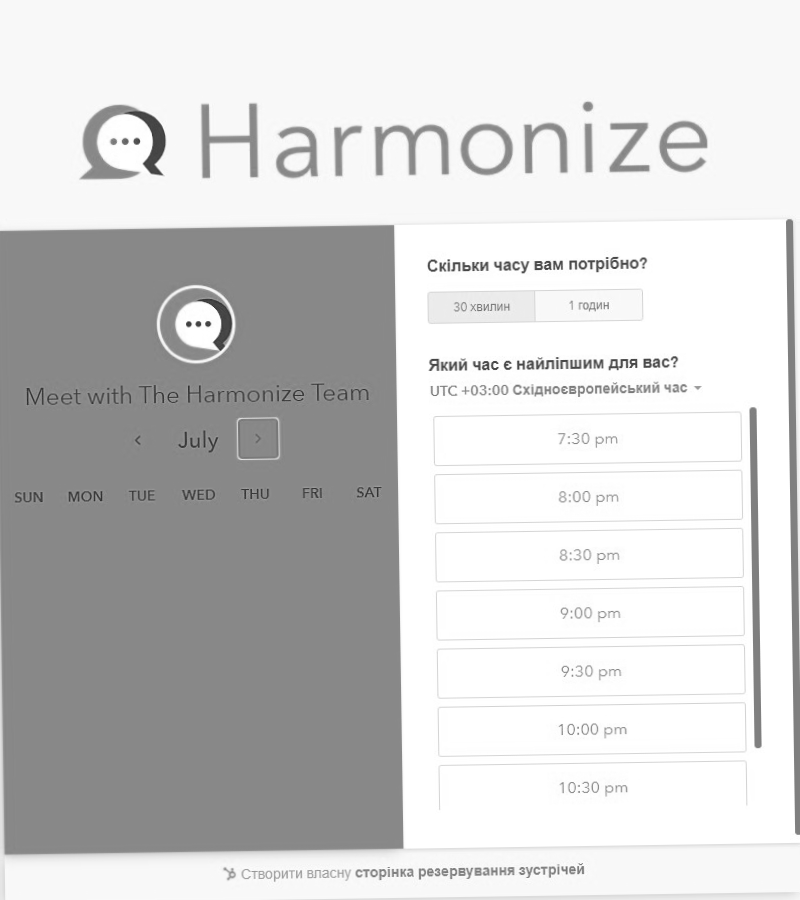 Harmonize
Meet with The Harmonize Team
July
SUN MON TUE WED THU FRI SAT
Скільки часу вам потрібно?
30 хвилин 1 годин
Який час є найліпшим для вас?
UTC +03:00 Східноєвропейський час
7:30 pm
8:00 pm
8:30 pm
9:00 pm
9:30 pm
10:00 pm
10:30 pm
Створити власну сторінка резервування зустрічей